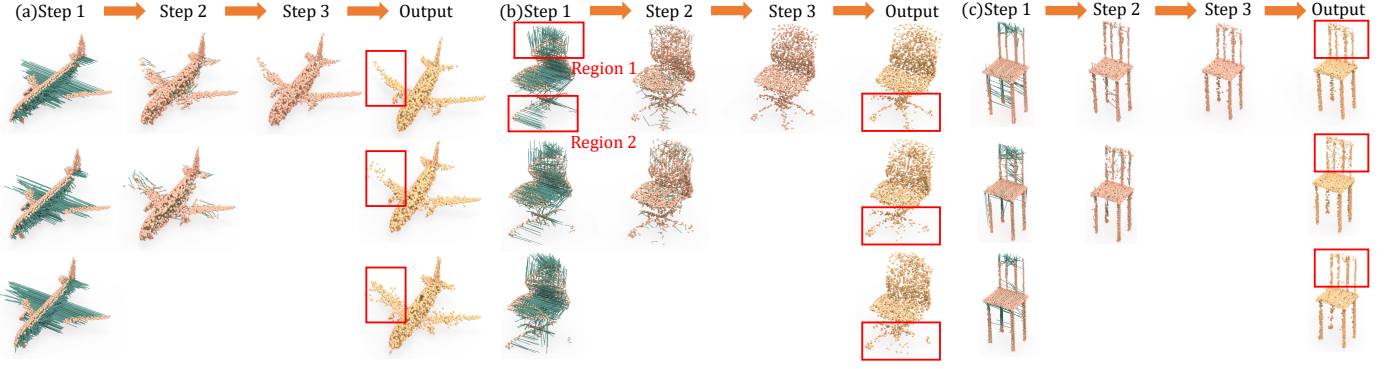 (a)Step 1 Step 2 Step 3 Output (b)Step 1 Step 2 Step 3 Output (c)Step 1 Step 2 Step 3 Output
Region 1
Region 2